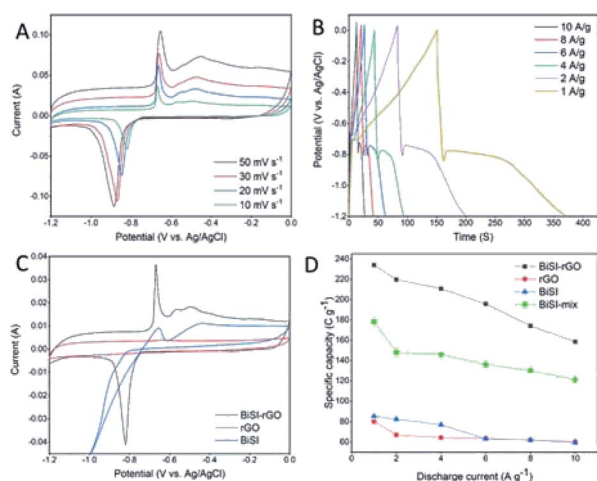 A
0.10
0.05
0.00
-0.05
-0.10
Current (A)
50 mV s⁻¹
30 mV s⁻¹
20 mV s⁻¹
10 mV s⁻¹
-1.2 -1.0 -0.8 -0.6 -0.4 -0.2 0.0
Potential (V vs. Ag/AgCl)
B
0.0
-0.4
-0.8
-1.2
Potential (V vs. Ag/AgCl)
10 A/g
8 A/g
6 A/g
4 A/g
2 A/g
1 A/g
0 50 100 150 200 250 300 350 400
Time (S)
C
0.04
0.03
0.02
0.01
0.00
-0.01
-0.02
-0.03
-0.04
Current (A)
BiSI-rGO
rGO
BiSI
-1.2 -1.0 -0.8 -0.6 -0.4 -0.2 0.0
Potential (V vs. Ag/AgCl)
D
240
220
200
180
160
140
120
100
80
60
Specific capacity (C g⁻¹)
BiSI-rGO
rGO
BiSI
BiSI-mix
2 4 6 8 10
Discharge current (A g⁻¹)